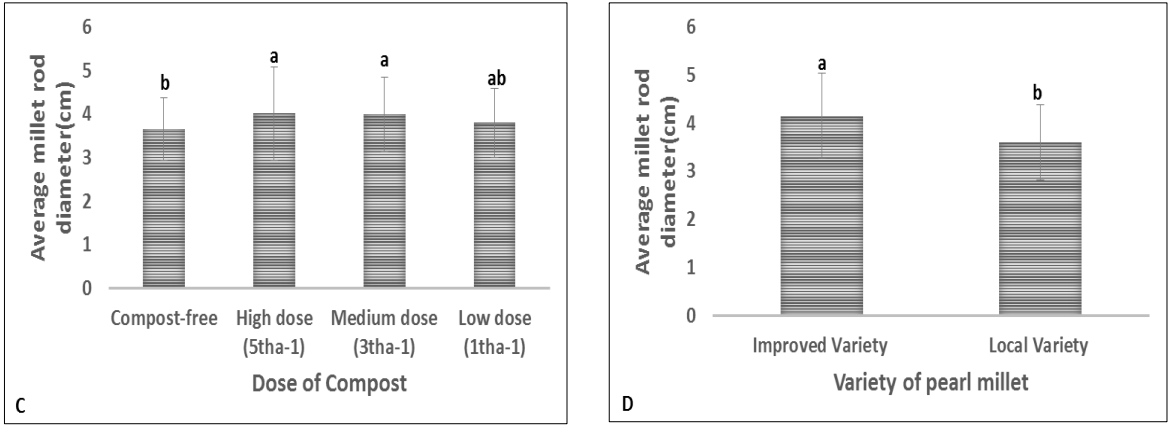 Average millet rod
diameter(cm)
6
5
4
3
2
1
0
b
a
a
ab
Compost-free
High dose
(5tha-1)
Medium dose
(3tha-1)
Low dose
(1tha-1)
Dose of Compost
C
Average millet rod
diameter(cm)
6
5
4
3
2
1
0
a
b
Improved Variety
Local Variety
Variety of pearl millet
D